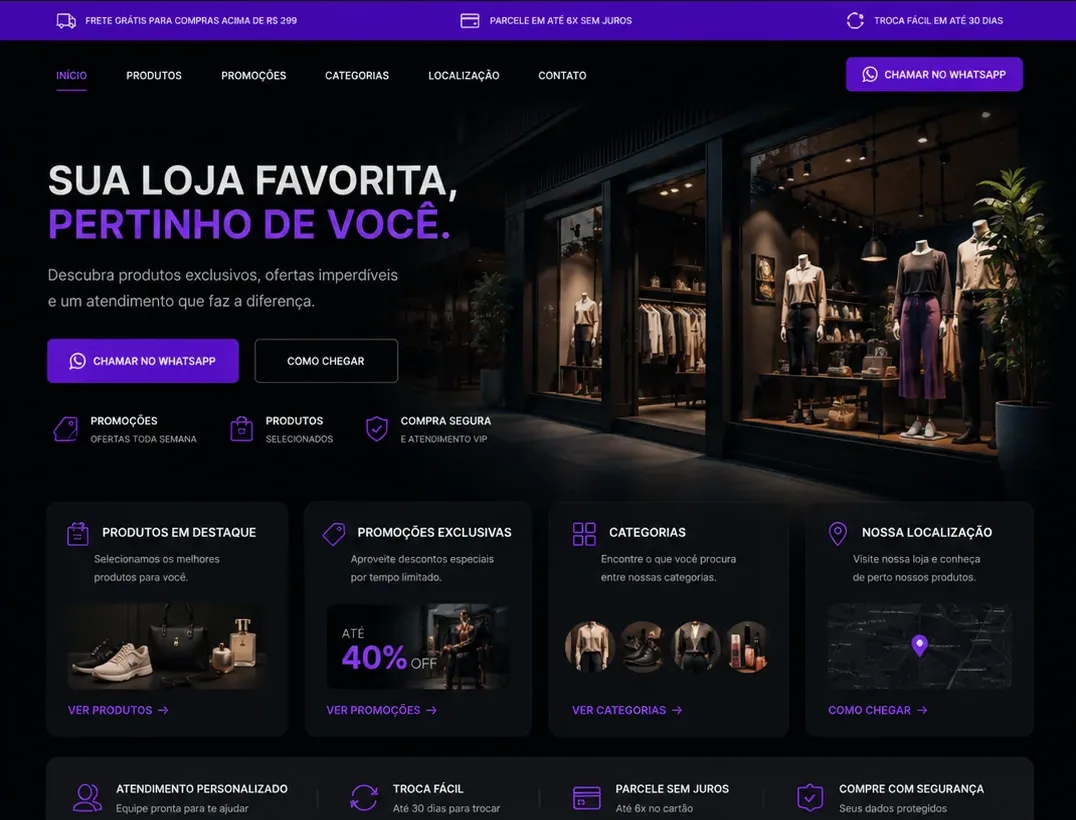 FRETE GRÁTIS PARA COMPRAS ACIMA DE R$ 299
PARCELE EM ATÉ 6X SEM JUROS
TROCA FÁCIL EM ATÉ 30 DIAS
INÍCIO
PRODUTOS
PROMOÇÕES
CATEGORIAS
LOCALIZAÇÃO
CONTATO
CHAMAR NO WHATSAPP
SUA LOJA FAVORITA,
PERTINHO DE VOCÊ.
Descubra produtos exclusivos, ofertas imperdíveis
e um atendimento que faz a diferença.
CHAMAR NO WHATSAPP
COMO CHEGAR
PROMOÇÕES
OFERTAS TODA SEMANA
PRODUTOS
SELECIONADOS
COMPRA SEGURA
E ATENDIMENTO VIP
PRODUTOS EM DESTAQUE
Selecionamos os melhores
produtos para você.
VER PRODUTOS →
PROMOÇÕES EXCLUSIVAS
Aproveite descontos especiais
por tempo limitado.
ATÉ
40% OFF
VER PROMOÇÕES →
CATEGORIAS
Encontre o que você procura
entre nossas categorias.
VER CATEGORIAS →
NOSSA LOCALIZAÇÃO
Visite nossa loja e conheça
de perto nossos produtos.
COMO CHEGAR →
ATENDIMENTO PERSONALIZADO
Equipe pronta para te ajudar
TROCA FÁCIL
Até 30 dias para trocar
PARCELE SEM JUROS
Até 6x no cartão
COMPRE COM SEGURANÇA
Seus dados protegidos